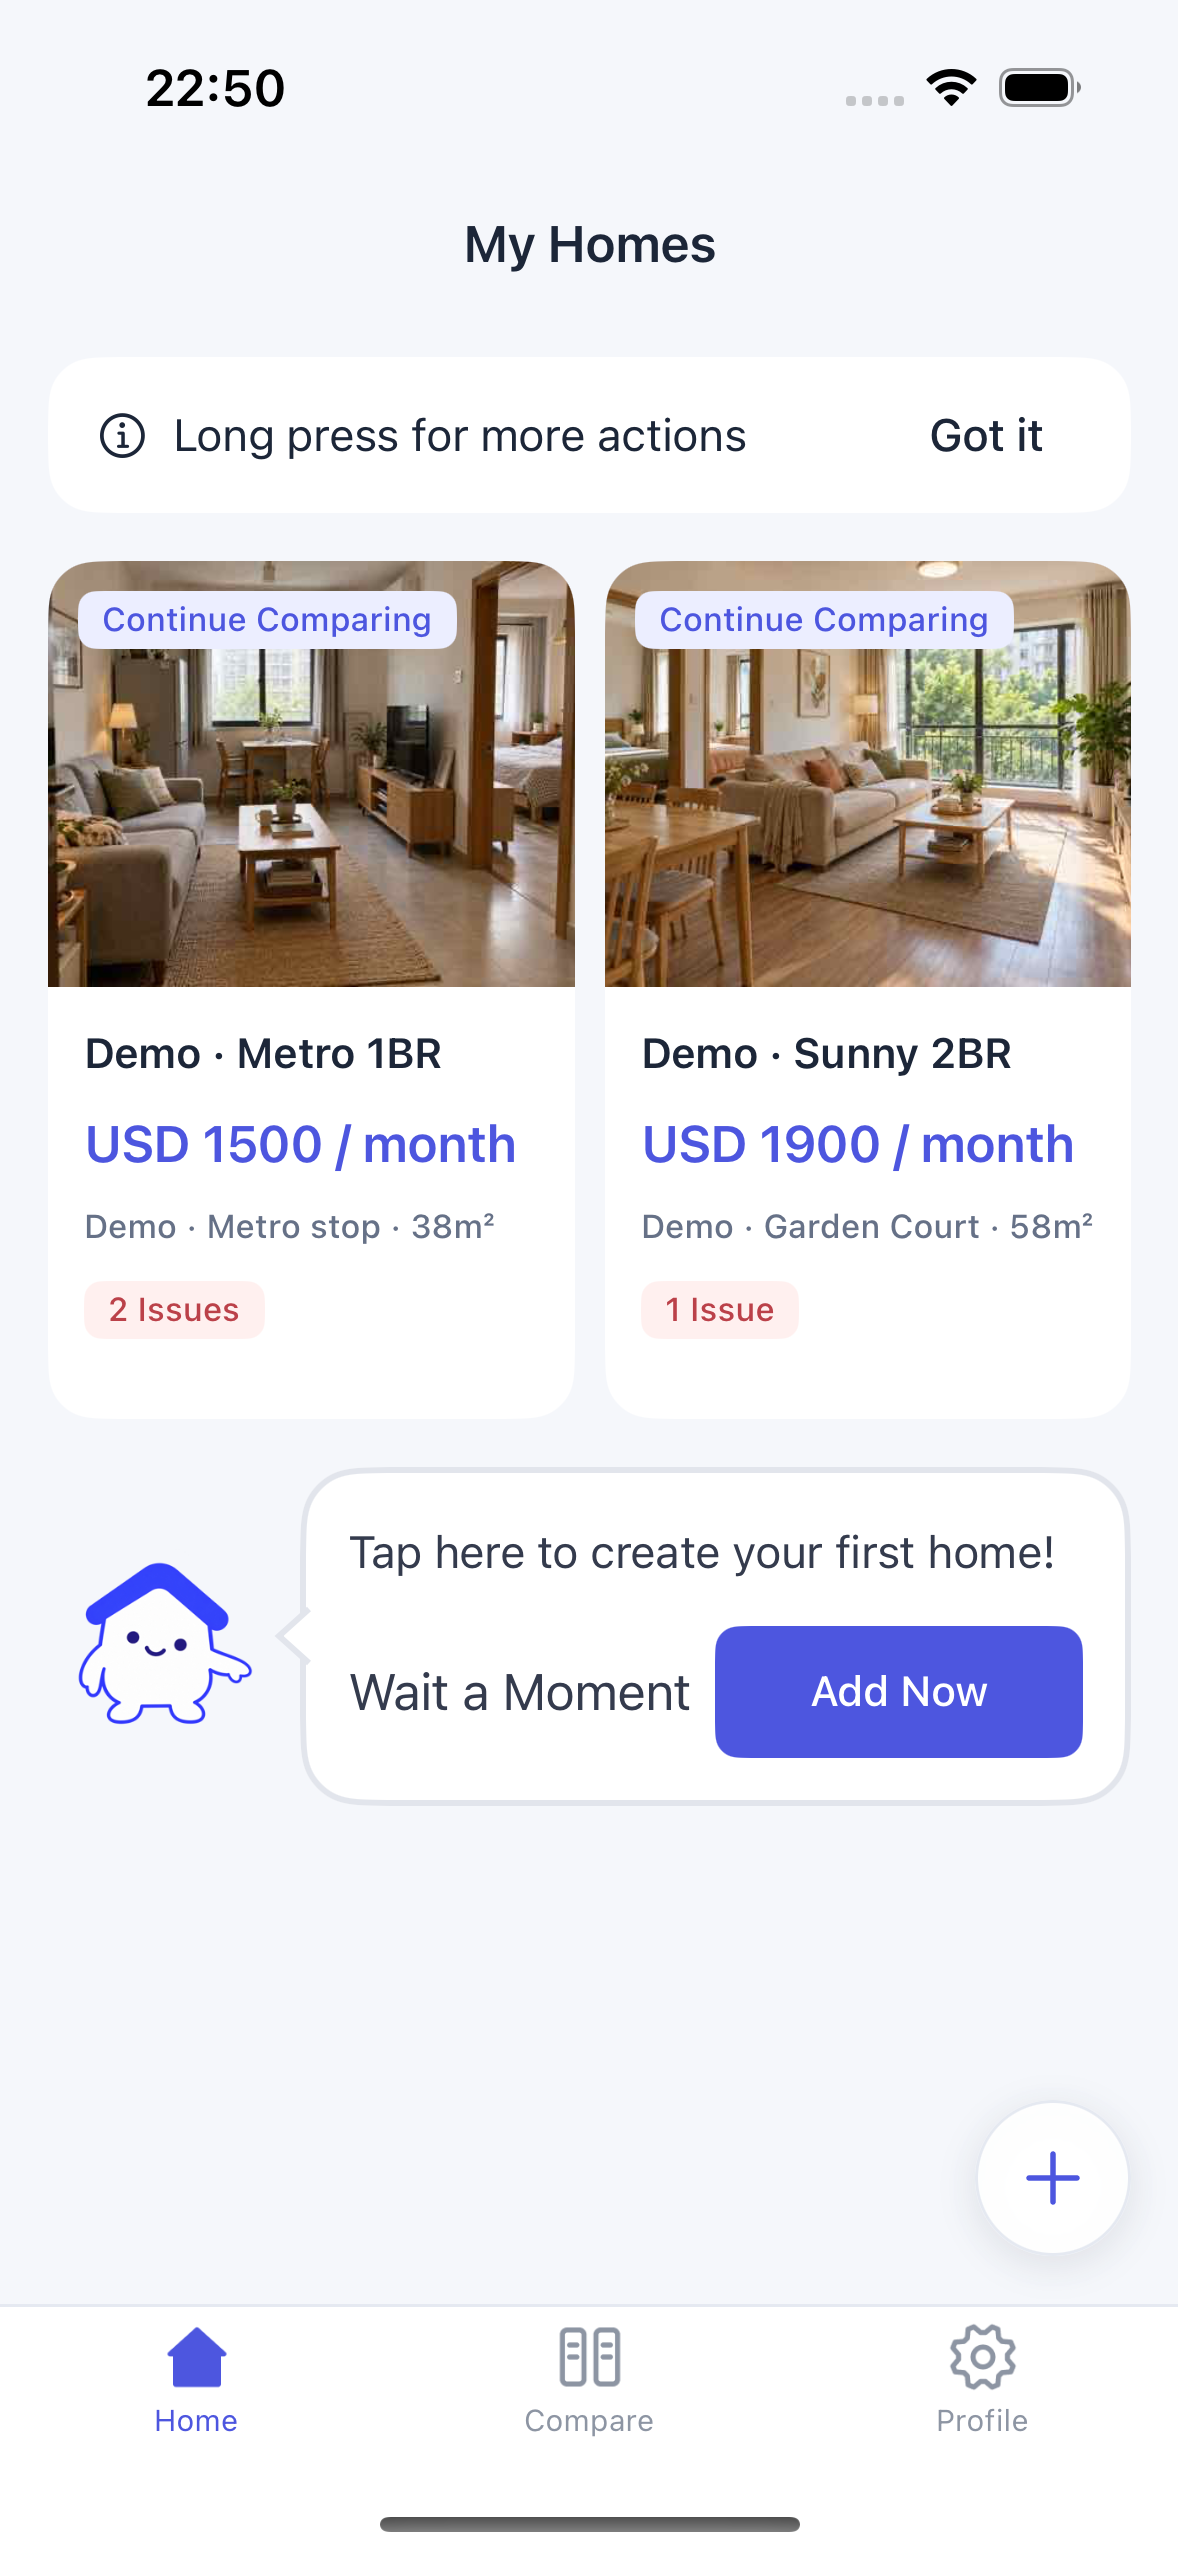 22:50
My Homes
Long press for more actions
Got it
Continue Comparing
Continue Comparing
Demo · Metro 1BR
USD 1500 / month
Demo · Metro stop · 38m²
2 Issues
Demo · Sunny 2BR
USD 1900 / month
Demo · Garden Court · 58m²
1 Issue
Tap here to create your first home!
Wait a Moment
Add Now
Home
Compare
Profile